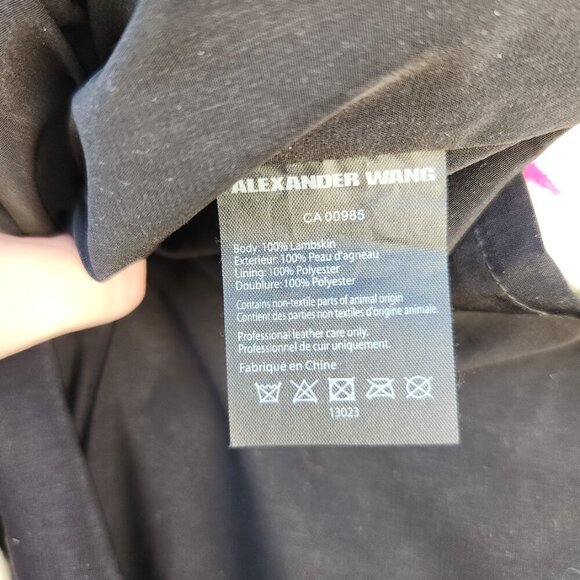 ALEXANDER WANG
CA 00985
Body: 100% Lambskin
Exterieur: 100% Peau d'agneau
Lining: 100% Polyester
Doublure: 100% Polyester
Contains non-textile parts of animal origin
Contient des parties non textiles d'origine animale.
Professional leather care only.
Professionnel de cuir uniquement.
Fabriqué en Chine
13023